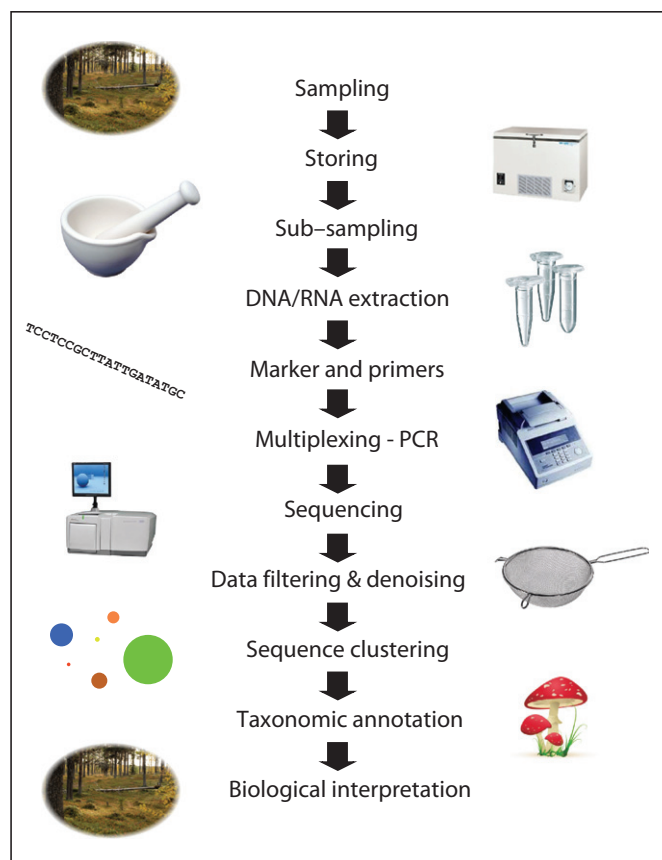 Sampling
Storing
Sub–sampling
DNA/RNA extraction
TCCTCCGCTTATTGATATGC
Marker and primers
Multiplexing - PCR
Sequencing
Data filtering & denoising
Sequence clustering
Taxonomic annotation
Biological interpretation